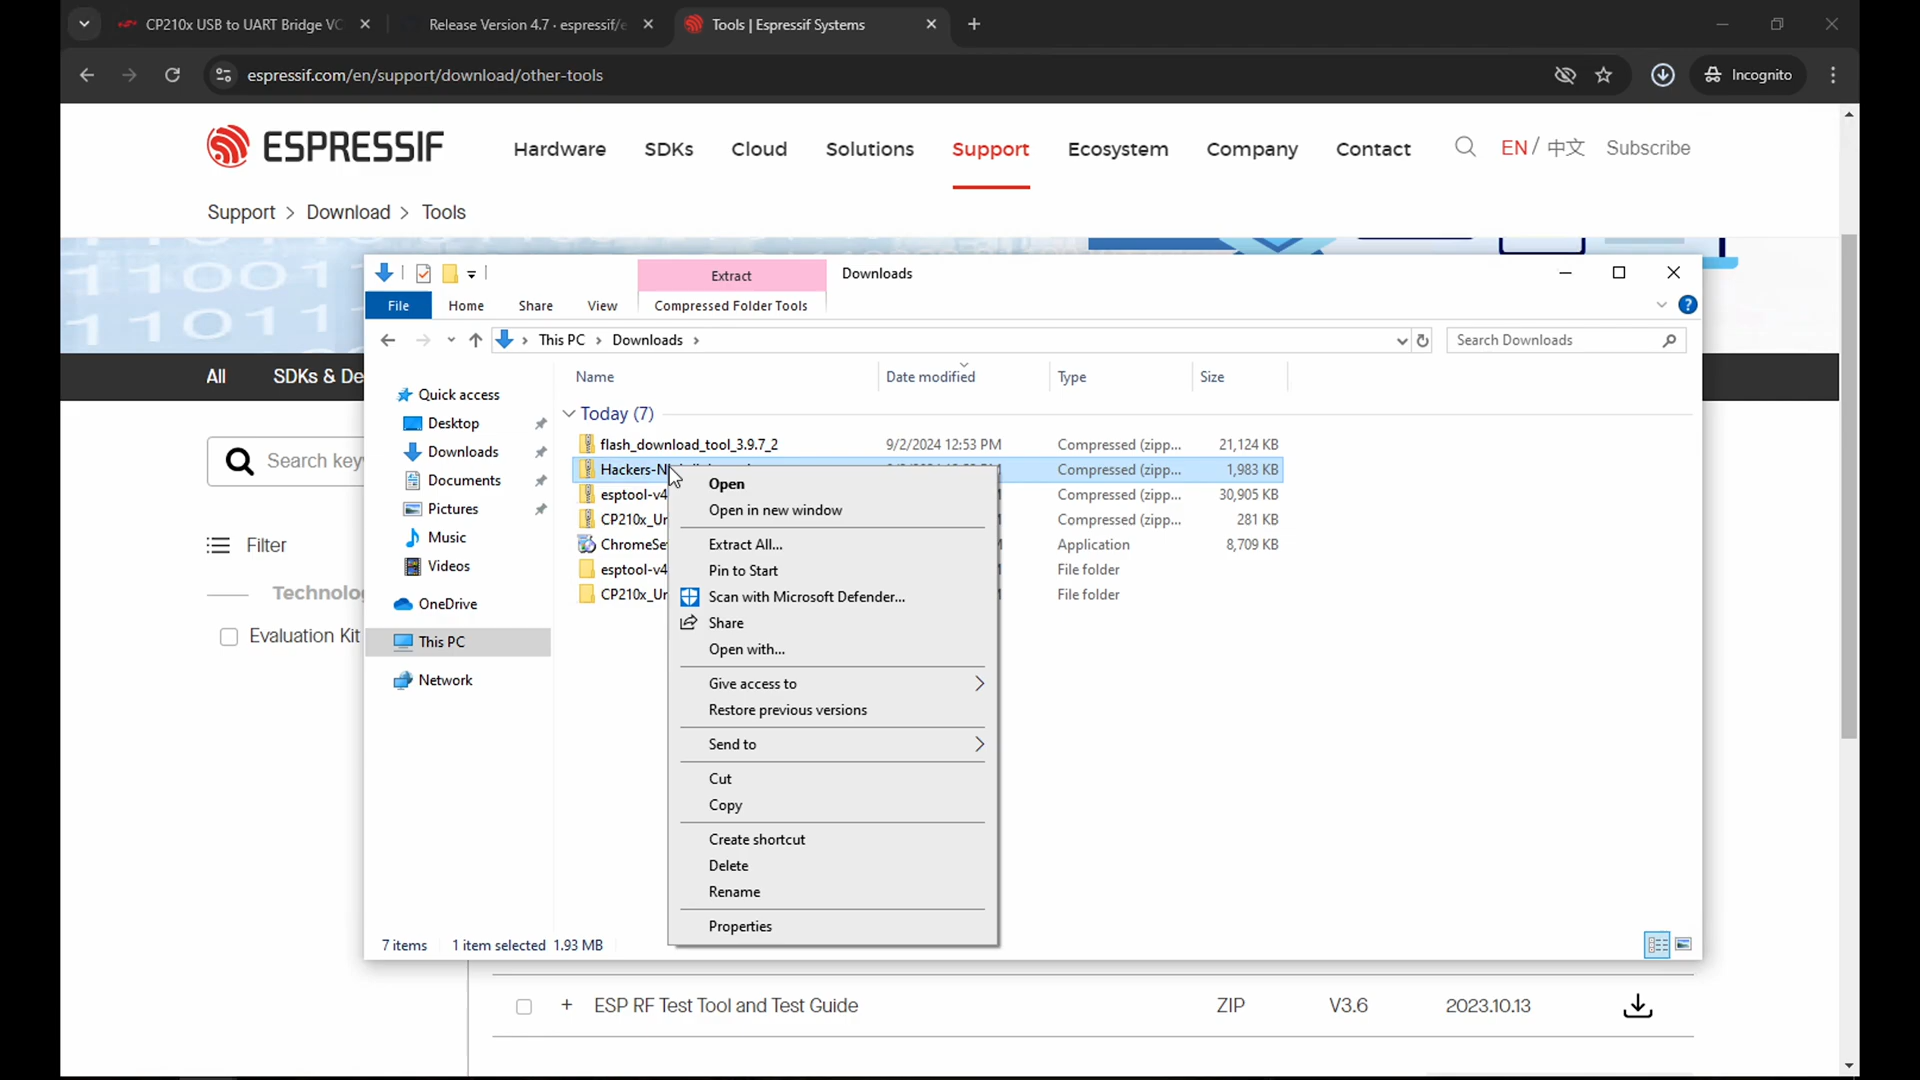 CP210x USB to UART Bridge VC
Release Version 4.7 · espressif/e
Tools | Espressif Systems
espressif.com/en/support/download/other-tools
Incognito
ESPRESSIF
Hardware
SDKs
Cloud
Solutions
Support
Ecosystem
Company
Contact
EN / 中文
Subscribe
Support > Download > Tools
Extract
Downloads
File
Home
Share
View
Compressed Folder Tools
This PC > Downloads >
Search Downloads
All
SDKs & De
Name
Date modified
Type
Size
Quick access
Desktop
Downloads
Documents
Pictures
Music
Videos
OneDrive
This PC
Network
Today (7)
flash_download_tool_3.9.7_2 9/2/2024 12:53 PM Compressed (zipp... 21,124 KB
Hackers-N Compressed (zipp... 1,983 KB
esptool-v4 Compressed (zipp... 30,905 KB
CP210x_Ur Compressed (zipp... 281 KB
ChromeSe Application 8,709 KB
esptool-v4 File folder
CP210x_Ur File folder
Open
Open in new window
Extract All...
Pin to Start
Scan with Microsoft Defender...
Share
Open with...
Give access to
Restore previous versions
Send to
Cut
Copy
Create shortcut
Delete
Rename
Properties
Search key
Filter
Technolo
Evaluation Kit
7 items
1 item selected 1.93 MB
+ ESP RF Test Tool and Test Guide ZIP V3.6 2023.10.13